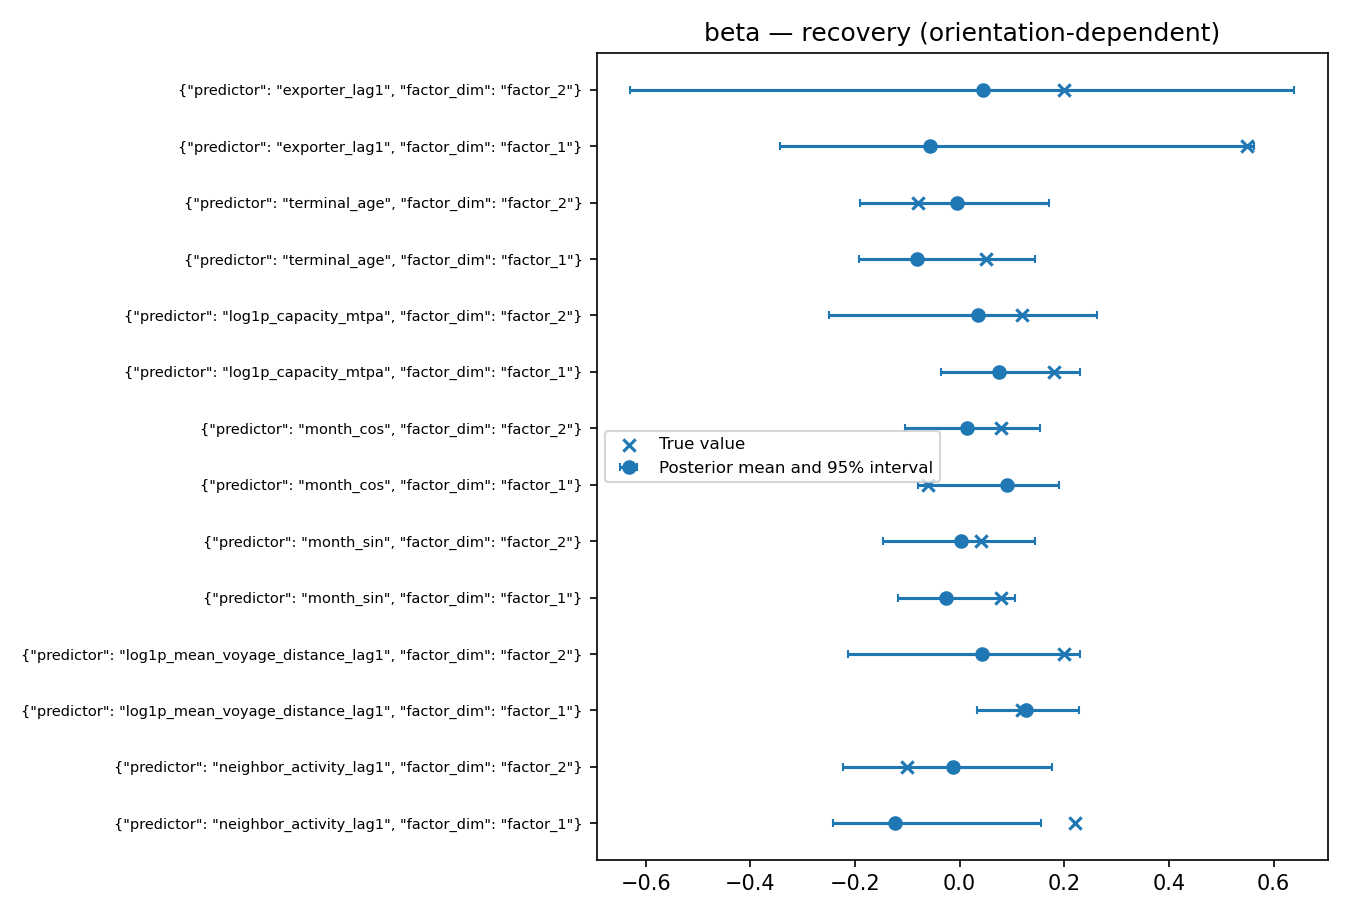 beta — recovery (orientation-dependent)
{"predictor": "exporter_lag1", "factor_dim": "factor_2"}
{"predictor": "exporter_lag1", "factor_dim": "factor_1"}
{"predictor": "terminal_age", "factor_dim": "factor_2"}
{"predictor": "terminal_age", "factor_dim": "factor_1"}
{"predictor": "log1p_capacity_mtpa", "factor_dim": "factor_2"}
{"predictor": "log1p_capacity_mtpa", "factor_dim": "factor_1"}
{"predictor": "month_cos", "factor_dim": "factor_2"}
True value
Posterior mean and 95% interval
{"predictor": "month_cos", "factor_dim": "factor_1"}
{"predictor": "month_sin", "factor_dim": "factor_2"}
{"predictor": "month_sin", "factor_dim": "factor_1"}
{"predictor": "log1p_mean_voyage_distance_lag1", "factor_dim": "factor_2"}
{"predictor": "log1p_mean_voyage_distance_lag1", "factor_dim": "factor_1"}
{"predictor": "neighbor_activity_lag1", "factor_dim": "factor_2"}
{"predictor": "neighbor_activity_lag1", "factor_dim": "factor_1"}
−0.6 −0.4 −0.2 0.0 0.2 0.4 0.6